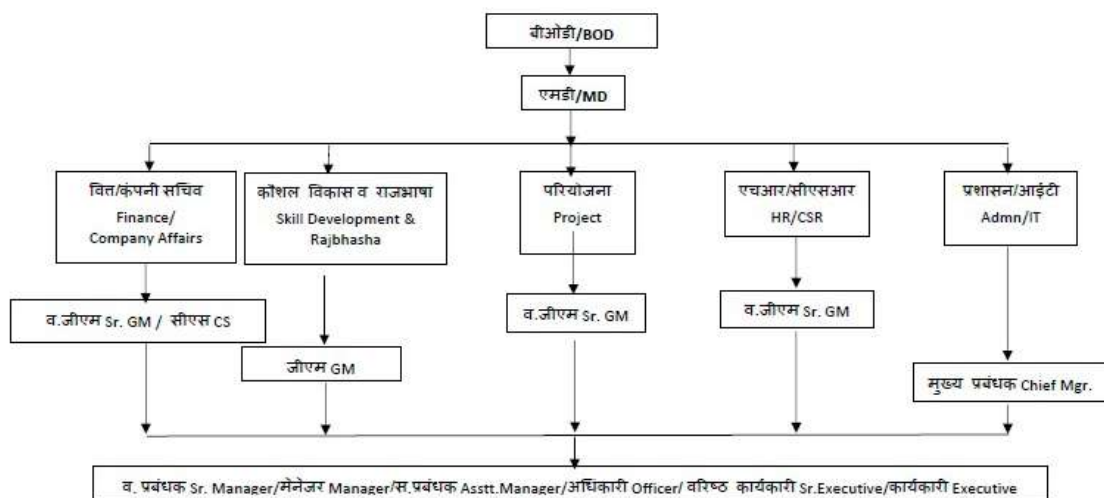 बीओडी/BOD
एमडी/MD
वित्त/कंपनी सचिव
Finance/
Company Affairs
कौशल विकास व राजभाषा
Skill Development &
Rajbhasha
परियोजना
Project
एचआर/सीएसआर
HR/CSR
प्रशासन/आईटी
Admn/IT
व.जीएम Sr. GM / सीएस CS
जीएम GM
व.जीएम Sr. GM
व.जीएम Sr. GM
मुख्य प्रबंधक Chief Mgr.
व. प्रबंधक Sr. Manager/मेनेजर Manager/स.प्रबंधक Asstt.Manager/अधिकारी Officer/ वरिष्ठ कार्यकारी Sr.Executive/कार्यकारी Executive